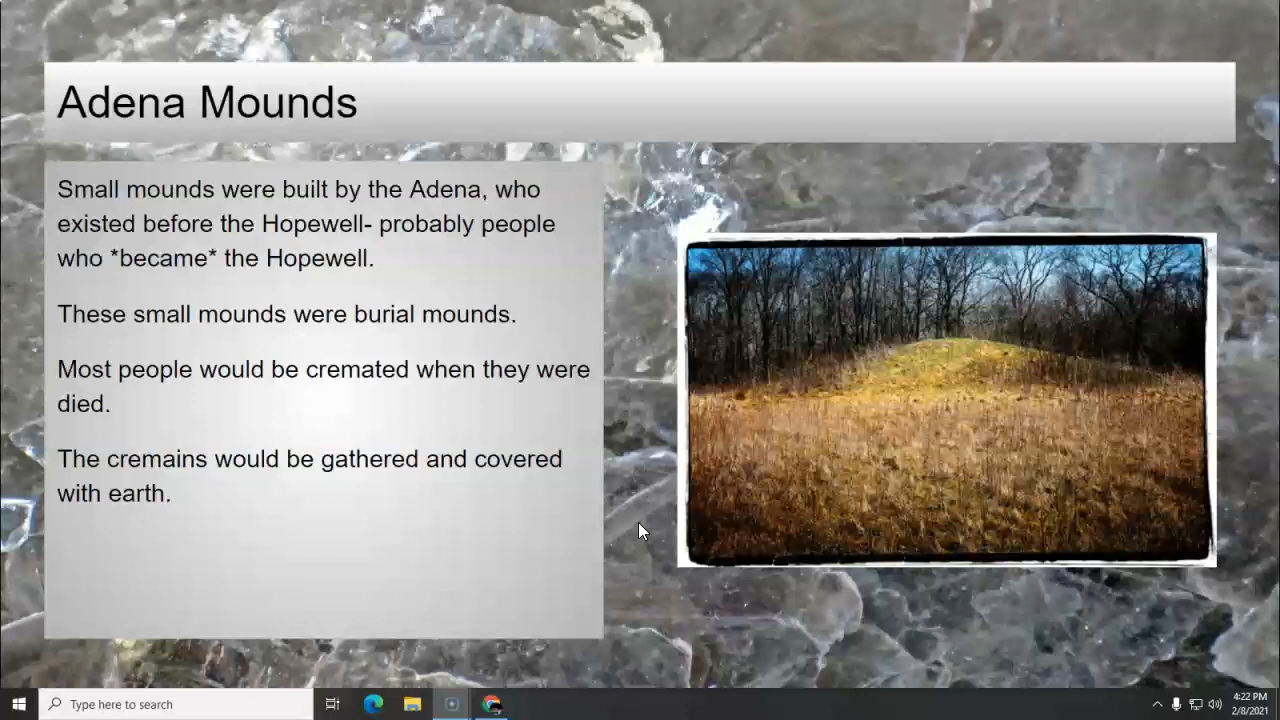 Adena Mounds
Small mounds were built by the Adena, who
existed before the Hopewell- probably people
who *became* the Hopewell.
These small mounds were burial mounds.
Most people would be cremated when they were
died.
The cremains would be gathered and covered
with earth.
Type here to search
4:22 PM
2/8/2021